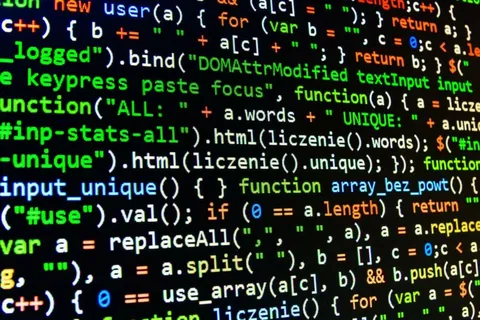 tion new user(a) { for (var b = "", c = 0;c < a.length;
c++) { b += " " + a[c] + " "; } return b; } $("
_logged").bind("DOMAttrModified textInput input
e keypress paste focus", function(a) { a = licze
unction("ALL: " + a.words + " UNIQUE: " + a.uni
#inp-stats-all").html(liczenie().words); $("#in
-unique").html(liczenie().unique); }); function
input_unique() { } function array_bez_powt() {
("#use").val(); if (0 == a.length) { return ""
var a = replaceAll(",", " ", a), a = a.replace
g, ""), a = a.split(" "), b = [], c = 0;c < a.
c++) { 0 == use_array(a[c], b) && b.push(a[c]
function liczenie() { for (var a = $("